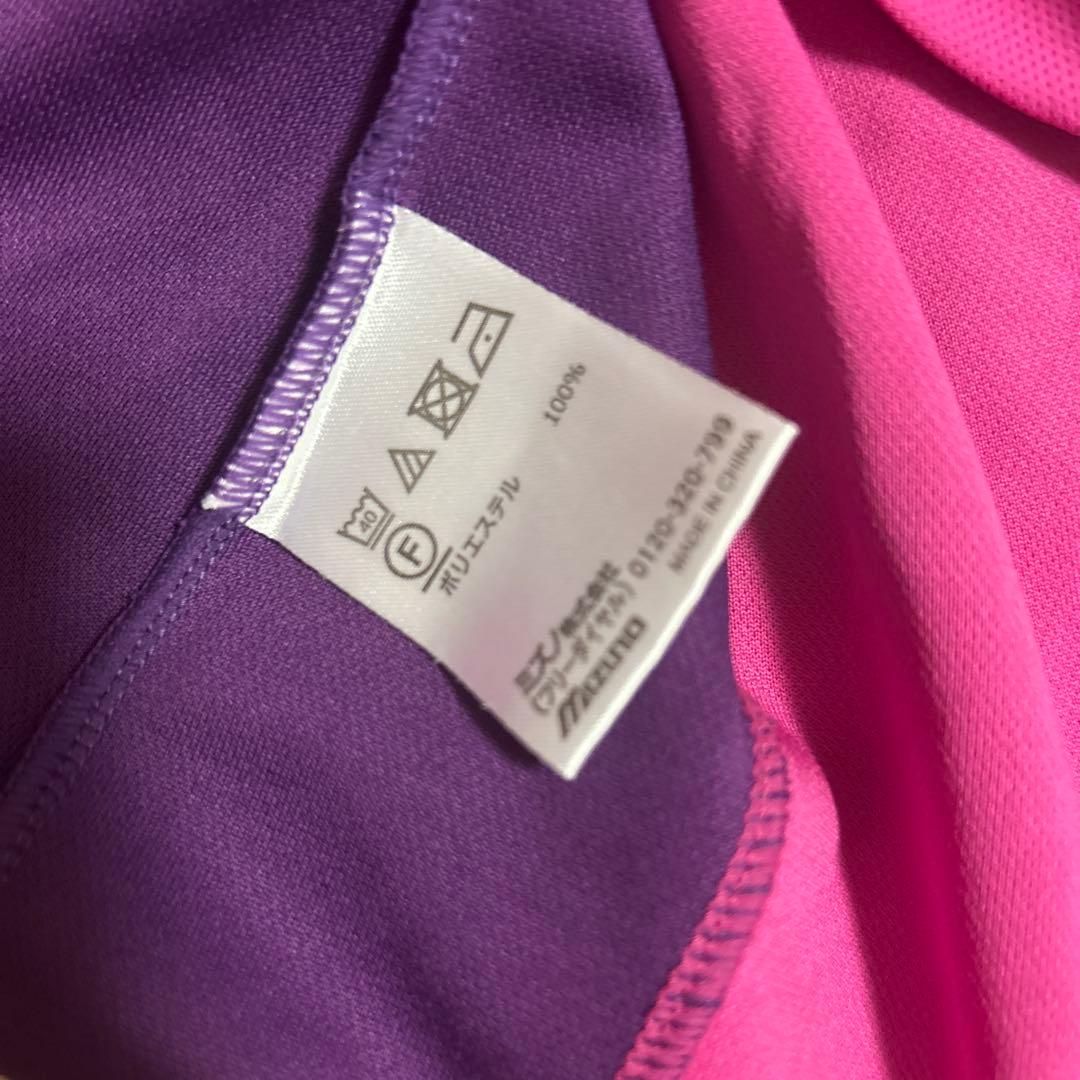 40
F
ポリエステル 100%
ミズノ株式会社
(フリーダイヤル) 0120-320-799
MIZUNO MADE IN CHINA